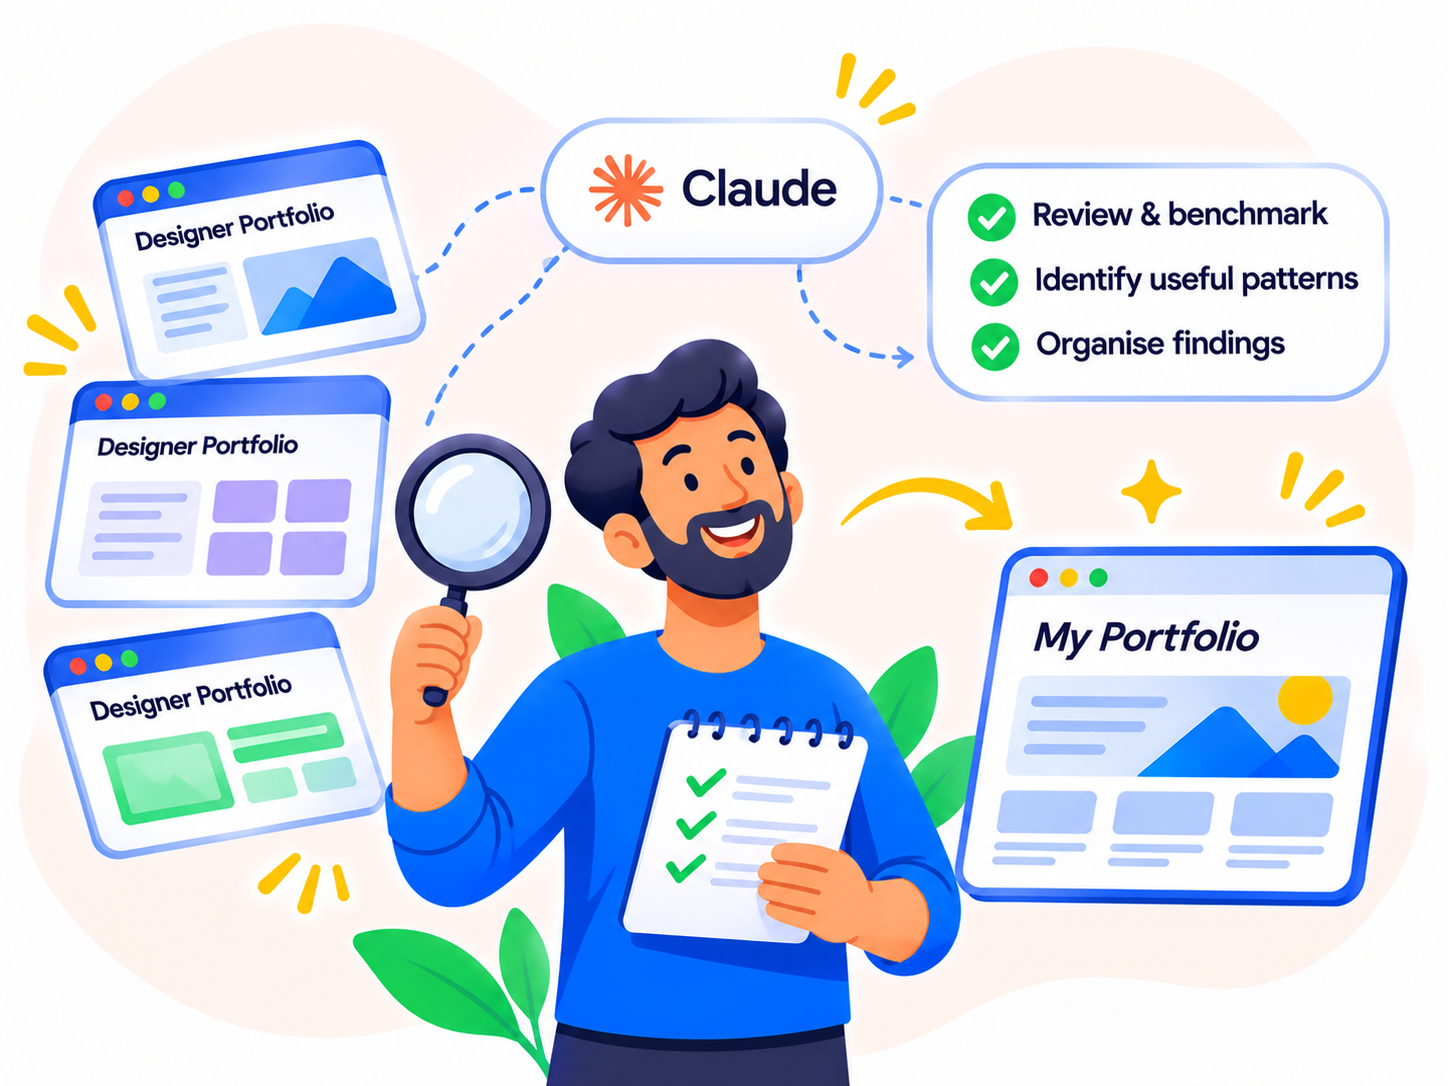 Designer Portfolio
Designer Portfolio
Designer Portfolio
Claude
Review & benchmark
Identify useful patterns
Organise findings
My Portfolio